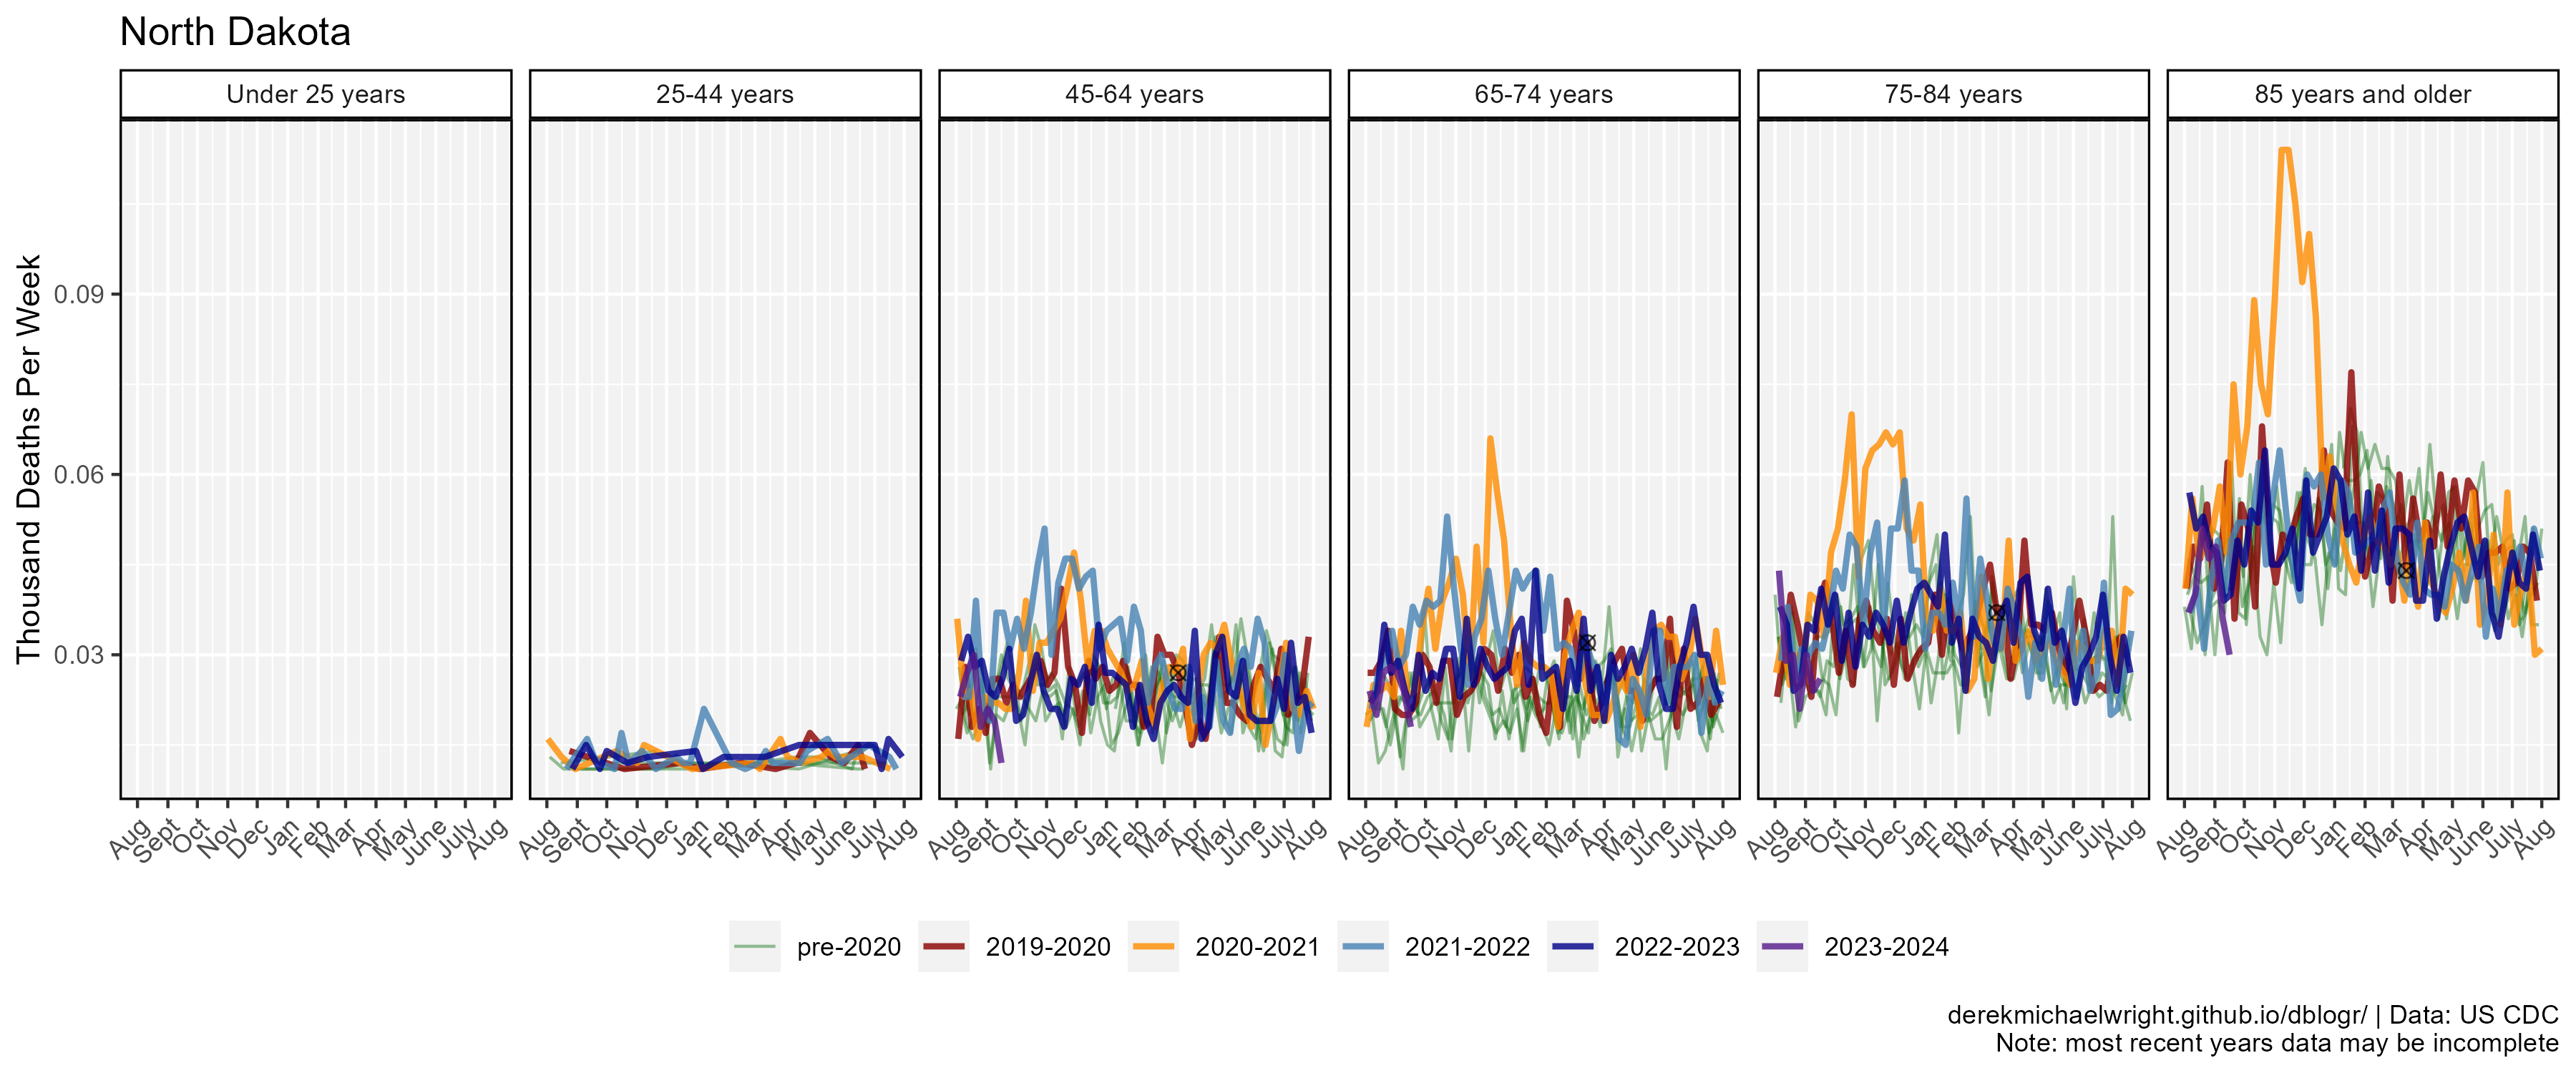 North Dakota
Under 25 years
25-44 years
45-64 years
65-74 years
75-84 years
85 years and older
Thousand Deaths Per Week
0.09
0.06
0.03
Aug Sept Oct Nov Dec Jan Feb Mar Apr May June July Aug
Aug Sept Oct Nov Dec Jan Feb Mar Apr May June July Aug
Aug Sept Oct Nov Dec Jan Feb Mar Apr May June July Aug
Aug Sept Oct Nov Dec Jan Feb Mar Apr May June July Aug
Aug Sept Oct Nov Dec Jan Feb Mar Apr May June July Aug
Aug Sept Oct Nov Dec Jan Feb Mar Apr May June July Aug
pre-2020 2019-2020 2020-2021 2021-2022 2022-2023 2023-2024
derekmichaelwright.github.io/dblogr/ | Data: US CDC
Note: most recent years data may be incomplete